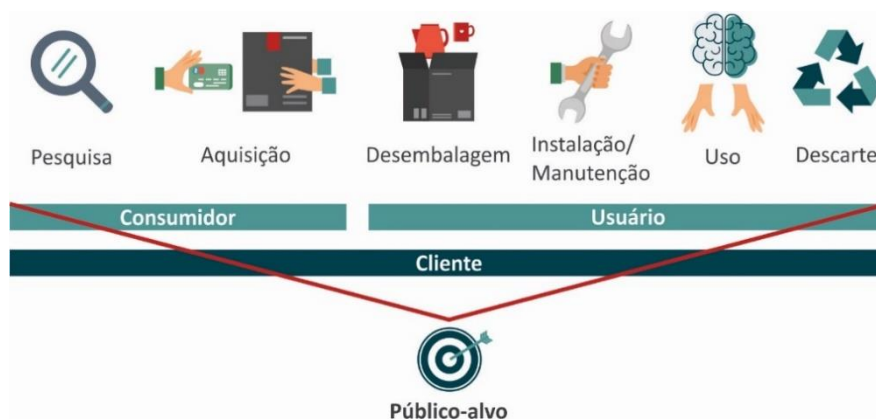 Pesquisa
Aquisição
Desembalagem
Instalação/
Manutenção
Uso
Descarte
Consumidor
Usuário
Cliente
Público-alvo